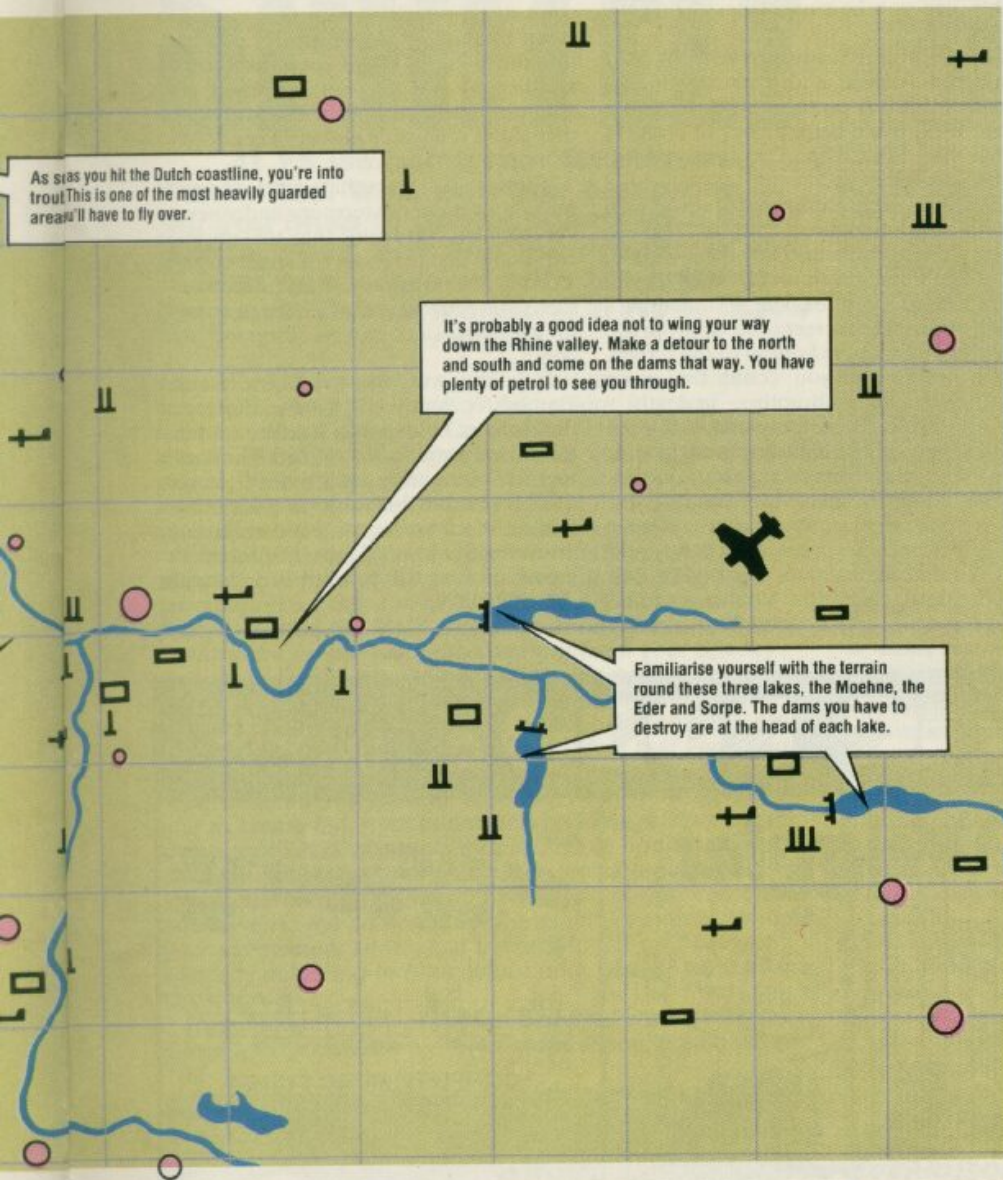 As s as you hit the Dutch coastline, you're into
trou This is one of the most heavily guarded
area u'll have to fly over.
It's probably a good idea not to wing your way
down the Rhine valley. Make a detour to the north
and south and come on the dams that way. You have
plenty of petrol to see you through.
Familiarise yourself with the terrain
round these three lakes, the Moehne, the
Eder and Sorpe. The dams you have to
destroy are at the head of each lake.